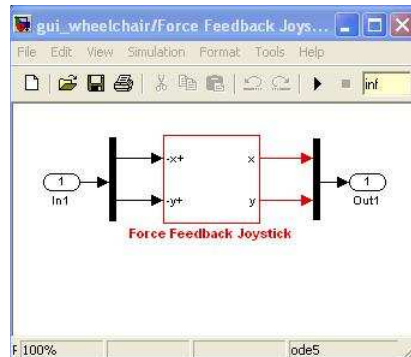 gui_wheelchair/Force Feedback Joys...
File Edit View Simulation Format Tools Help
inf
1 -x+ x 1
In1 -y+ y Out1
Force Feedback Joystick
F 100% ode5